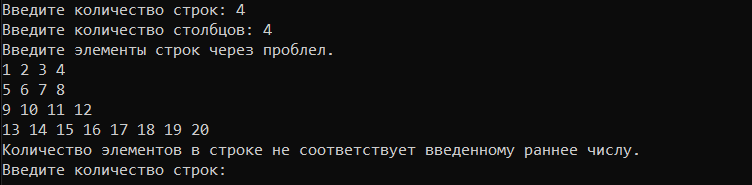 Введите количество строк: 4
Введите количество столбцов: 4
Введите элементы строк через проблел.
1 2 3 4
5 6 7 8
9 10 11 12
13 14 15 16 17 18 19 20
Количество элементов в строке не соответствует введенному раннее числу.
Введите количество строк: